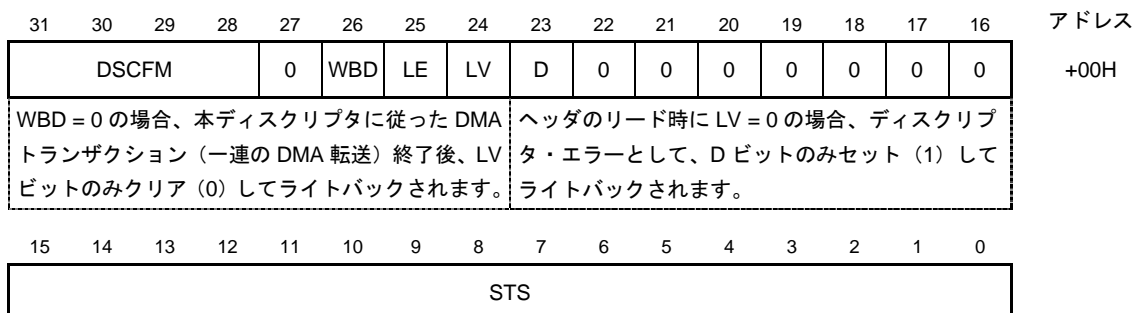 31 30 29 28 27 26 25 24 23 22 21 20 19 18 17 16 アドレス
DSCFM 0 WBD LE LV D 0 0 0 0 0 0 0 +00H
WBD = 0 の場合、本ディスクリプタに従った DMA
トランザクション（一連の DMA 転送）終了後、LV
ビットのみクリア（0）してライトバックされます。
ヘッダのリード時に LV = 0 の場合、ディスクリプ
タ・エラーとして、D ビットのみセット（1）して
ライトバックされます。
15 14 13 12 11 10 9 8 7 6 5 4 3 2 1 0
STS